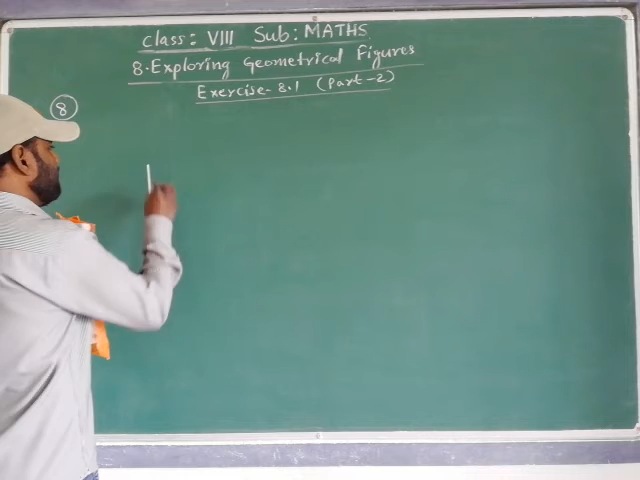 Class: VIII Sub: MATHS
8. Exploring Geometrical Figures
Exercise- 8.1 (Part-2)
8